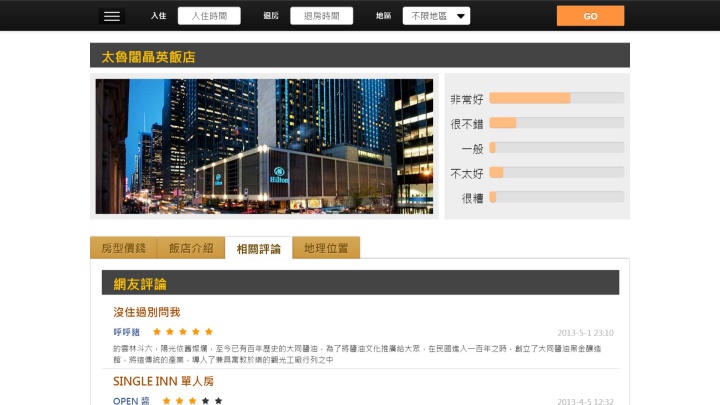 入住 入住時間 退房 退房時間 地區 不限地區 GO
太魯閣晶英飯店
Hilton
Hilton
非常好
很不錯
一般
不太好
很糟
房型價錢 飯店介紹 相關評論 地理位置
網友評論
沒住過別問我
呼呼豬 2013-5-1 23:10
的雲林斗六，陽光依舊燦爛，至今已有百年歷史的大同醬油，為了將醬油文化推廣給大眾，在民國進入一百年之時，創立了大同醬油黑金釀造
館，將這傳統的產業，導入了兼具寓教於樂的觀光工廠行列之中
SINGLE INN 單人房
OPEN 醬 2013-4-5 12:32